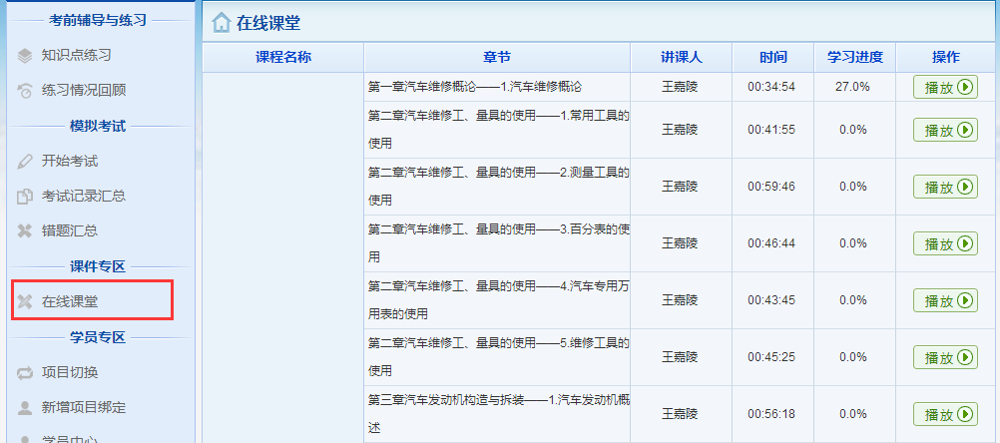 考前辅导与练习
知识点练习
练习情况回顾
模拟考试
开始考试
考试记录汇总
错题汇总
课件专区
在线课堂
学员专区
项目切换
新增项目绑定
学员中心
在线课堂
课程名称 章节 讲课人 时间 学习进度 操作
第一章汽车维修概论——1.汽车维修概论 王嘉陵 00:34:54 27.0% 播放
第二章汽车维修工、量具的使用——1.常用工具的
使用 王嘉陵 00:41:55 0.0% 播放
第二章汽车维修工、量具的使用——2.测量工具的
使用 王嘉陵 00:59:46 0.0% 播放
第二章汽车维修工、量具的使用——3.百分表的使
用 王嘉陵 00:46:44 0.0% 播放
第二章汽车维修工、量具的使用——4.汽车专用万
用表的使用 王嘉陵 00:43:45 0.0% 播放
第二章汽车维修工、量具的使用——5.维修工具的
使用 王嘉陵 00:45:25 0.0% 播放
第三章汽车发动机构造与拆装——1.汽车发动机概
述 王嘉陵 00:56:18 0.0% 播放